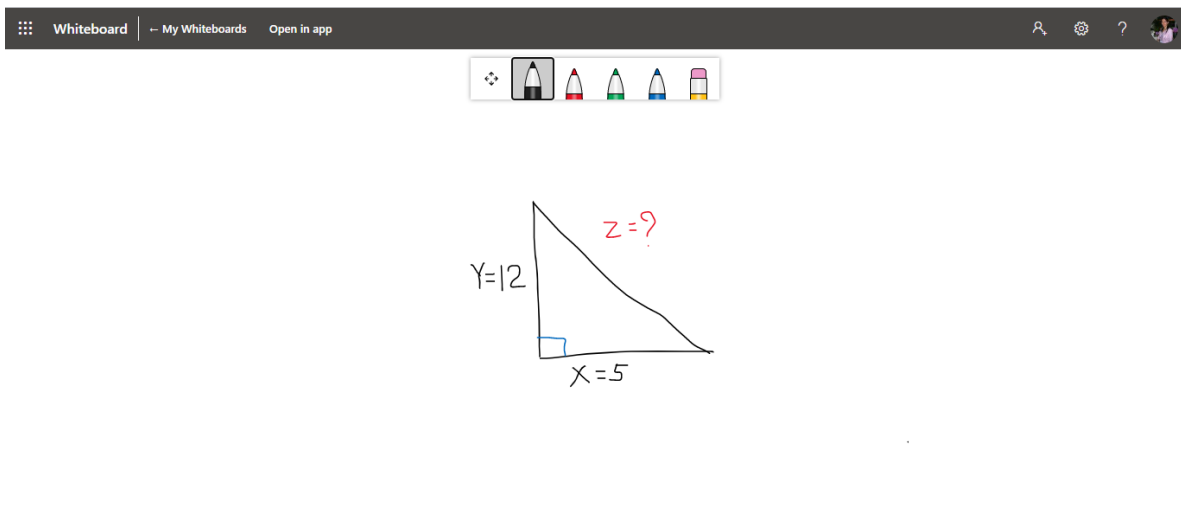 Whiteboard
← My Whiteboards
Open in app
?
z=?
Y=12
X=5